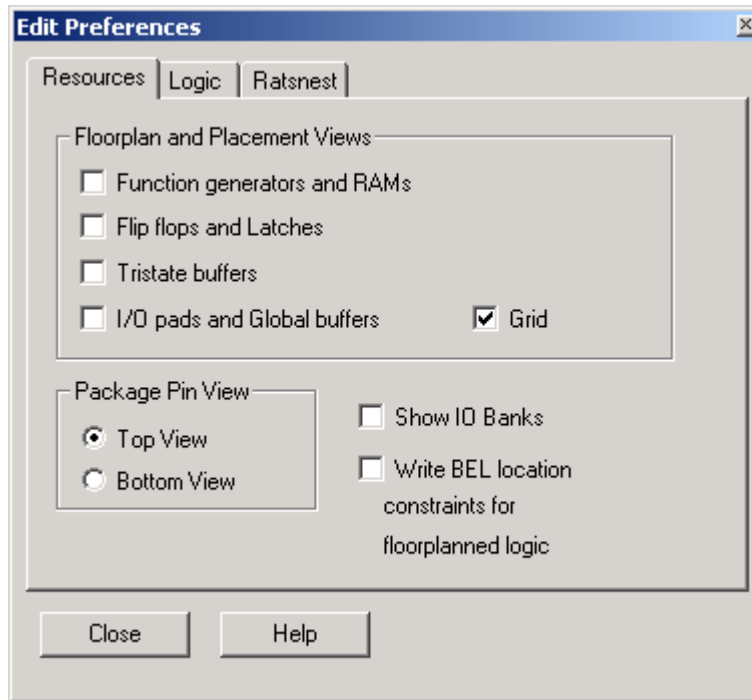 Edit Preferences
Resources Logic Ratsnest
Floorplan and Placement Views
Function generators and RAMs
Flip flops and Latches
Tristate buffers
I/O pads and Global buffers Grid
Package Pin View
Top View
Bottom View
Show IO Banks
Write BEL location
constraints for
floorplanned logic
Close Help